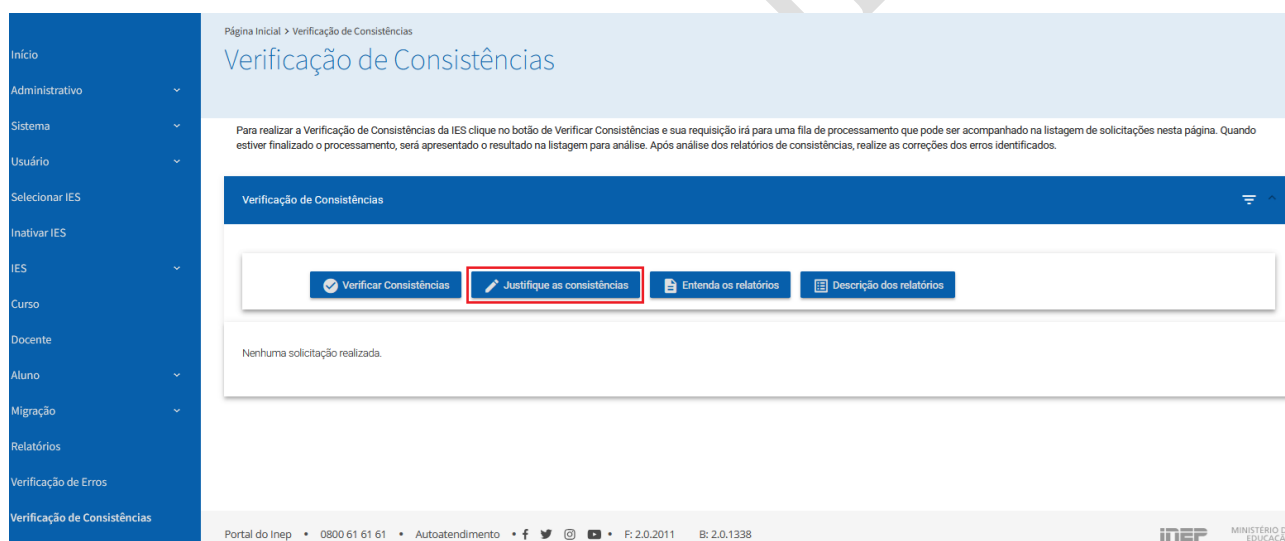 Início
Administrativo
Sistema
Usuário
Selecionar IES
Inativar IES
IES
Curso
Docente
Aluno
Migração
Relatórios
Verificação de Erros
Verificação de Consistências
Página Inicial > Verificação de Consistências
Verificação de Consistências
Para realizar a Verificação de Consistências da IES clique no botão de Verificar Consistências e sua requisição irá para uma fila de processamento que pode ser acompanhado na listagem de solicitações nesta página. Quando
estiver finalizado o processamento, será apresentado o resultado na listagem para análise. Após análise dos relatórios de consistências, realize as correções dos erros identificados.
Verificação de Consistências
Verificar Consistências Justifique as consistências Entenda os relatórios Descrição dos relatórios
Nenhuma solicitação realizada.
Portal do Inep • 0800 61 61 61 • Autoatendimento • • F: 2.0.2011 B: 2.0.1338
inep
MINISTÉRIO D
EDUCAÇÃ